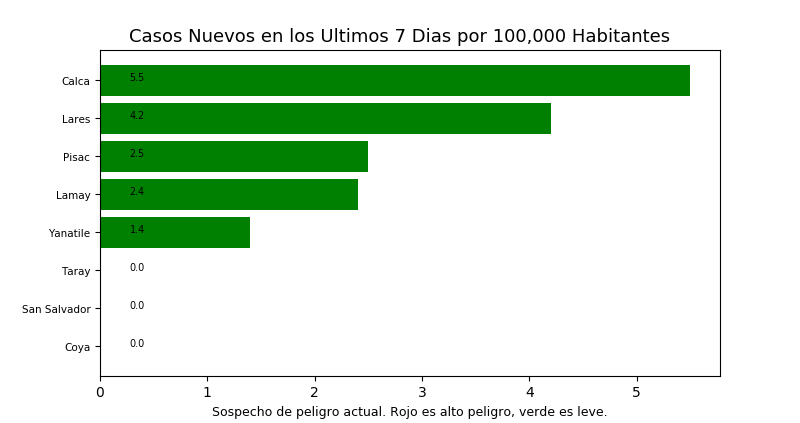 Casos Nuevos en los Ultimos 7 Dias por 100,000 Habitantes
Calca 5.5
Lares 4.2
Pisac 2.5
Lamay 2.4
Yanatile 1.4
Taray 0.0
San Salvador 0.0
Coya 0.0
0 1 2 3 4 5
Sospecho de peligro actual. Rojo es alto peligro, verde es leve.